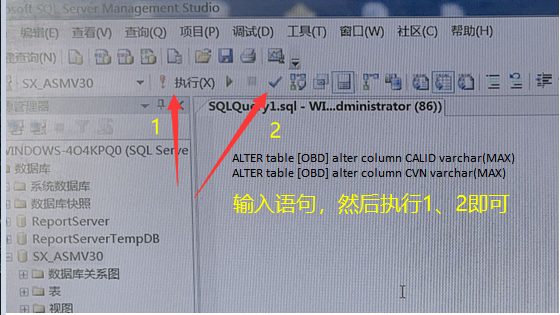 soft SQL Server Management Studio
编辑(E) 查看(V) 查询(Q) 项目(P) 调试(D) 工具(T) 窗口(W) 社区(C) 帮助(H)
建查询(N)
SX_ASMV30 执行(X)
管理器
SQLQuery1.sql - WI...dministrator (86))
1
2
WINDOWS-4O4KPQ0 (SQL Serve
数据库
系统数据库
数据库快照
ReportServer
ReportServerTempDB
SX_ASMV30
数据库关系图
表
视图
ALTER table [OBD] alter column CALID varchar(MAX)
ALTER table [OBD] alter column CVN varchar(MAX)
输入语句，然后执行1、2即可